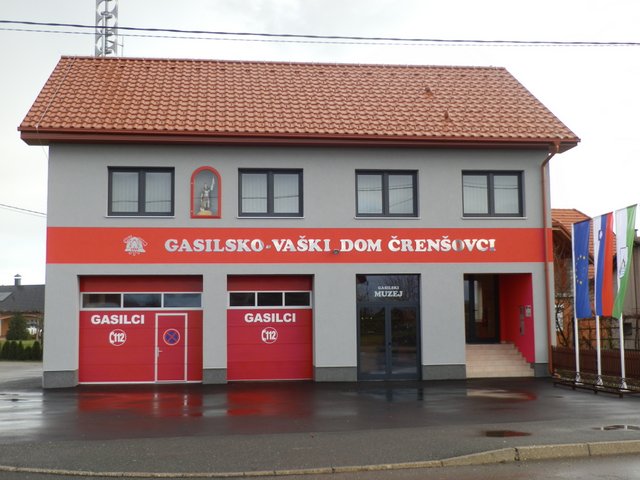 GASILSKO-VAŠKI DOM ČRENŠOVCI
GASILCI
112
GASILCI
112
GASILSKI
MUZEJ